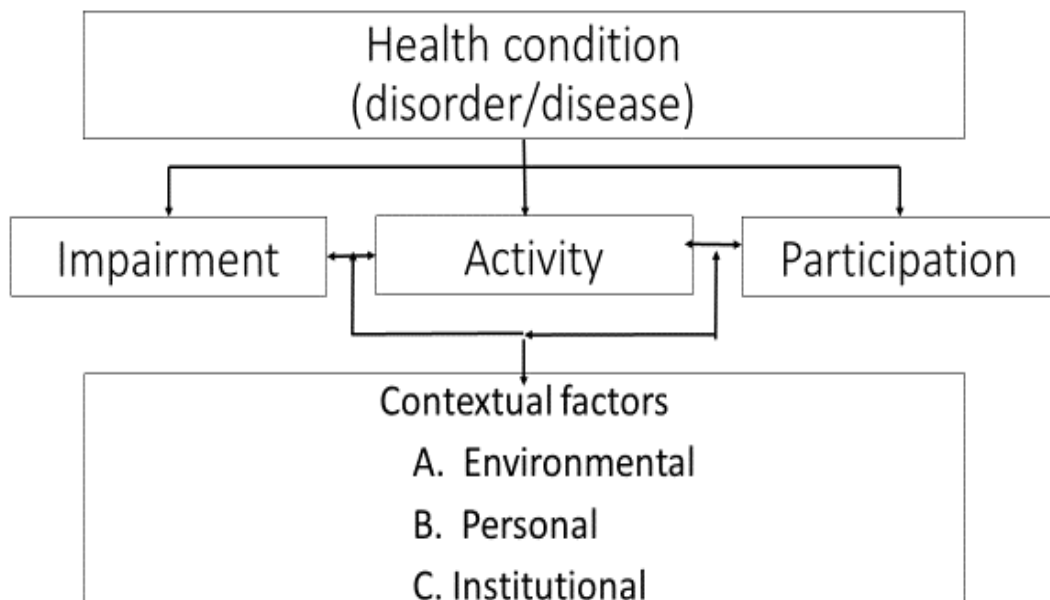 Health condition
(disorder/disease)
Impairment
Activity
Participation
Contextual factors
A. Environmental
B. Personal
C. Institutional